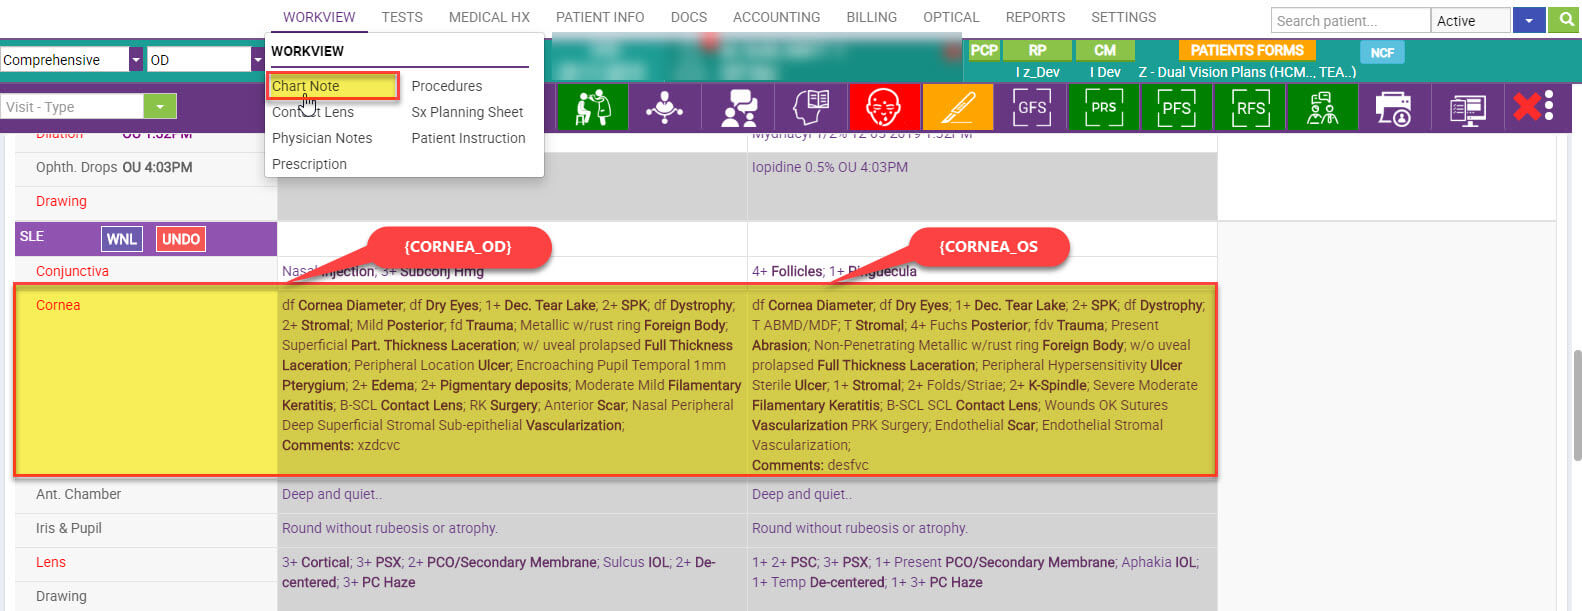 WORKVIEW TESTS MEDICAL HX PATIENT INFO DOCS ACCOUNTING BILLING OPTICAL REPORTS SETTINGS Search patient... Active
Comprehensive OD
WORKVIEW
Chart Note Procedures
Contact Lens Sx Planning Sheet
Physician Notes Patient Instruction
Prescription
PCP RP CM PATIENTS FORMS NCF
I z_Dev I Dev Z - Dual Vision Plans (HCM.., TEA..)
Visit - Type
GFS PRS PFS RFS
Dilation OU 1:52PM
Mydriacyl 1/2% 12-03-2019 1:52PM
Ophth. Drops OU 4:03PM Iopidine 0.5% OU 4:03PM
Drawing
SLE WNL UNDO
{CORNEA_OD} {CORNEA_OS
Conjunctiva
Nasal Injection; 3+ Subconj Hmg
4+ Follicles; 1+ Pinguecula
Cornea
df Cornea Diameter; df Dry Eyes; 1+ Dec. Tear Lake; 2+ SPK; df Dystrophy;
2+ Stromal; Mild Posterior; fd Trauma; Metallic w/rust ring Foreign Body;
Superficial Part. Thickness Laceration; w/ uveal prolapsed Full Thickness
Laceration; Peripheral Location Ulcer; Encroaching Pupil Temporal 1mm
Pterygium; 2+ Edema; 2+ Pigmentary deposits; Moderate Mild Filamentary
Keratitis; B-SCL Contact Lens; RK Surgery; Anterior Scar; Nasal Peripheral
Deep Superficial Stromal Sub-epithelial Vascularization;
Comments: xzdcvc
df Cornea Diameter; df Dry Eyes; 1+ Dec. Tear Lake; 2+ SPK; df Dystrophy;
T ABMD/MDF; T Stromal; 4+ Fuchs Posterior; fdv Trauma; Present
Abrasion; Non-Penetrating Metallic w/rust ring Foreign Body; w/o uveal
prolapsed Full Thickness Laceration; Peripheral Hypersensitivity Ulcer
Sterile Ulcer; 1+ Stromal; 2+ Folds/Striae; 2+ K-Spindle; Severe Moderate
Filamentary Keratitis; B-SCL SCL Contact Lens; Wounds OK Sutures
Vascularization PRK Surgery; Endothelial Scar; Endothelial Stromal
Vascularization;
Comments: desfvc
Ant. Chamber Deep and quiet.. Deep and quiet..
Iris & Pupil Round without rubeosis or atrophy. Round without rubeosis or atrophy.
Lens
3+ Cortical; 3+ PSX; 2+ PCO/Secondary Membrane; Sulcus IOL; 2+ De-
centered; 3+ PC Haze
1+ 2+ PSC; 3+ PSX; 1+ Present PCO/Secondary Membrane; Aphakia IOL;
1+ Temp De-centered; 1+ 3+ PC Haze
Drawing